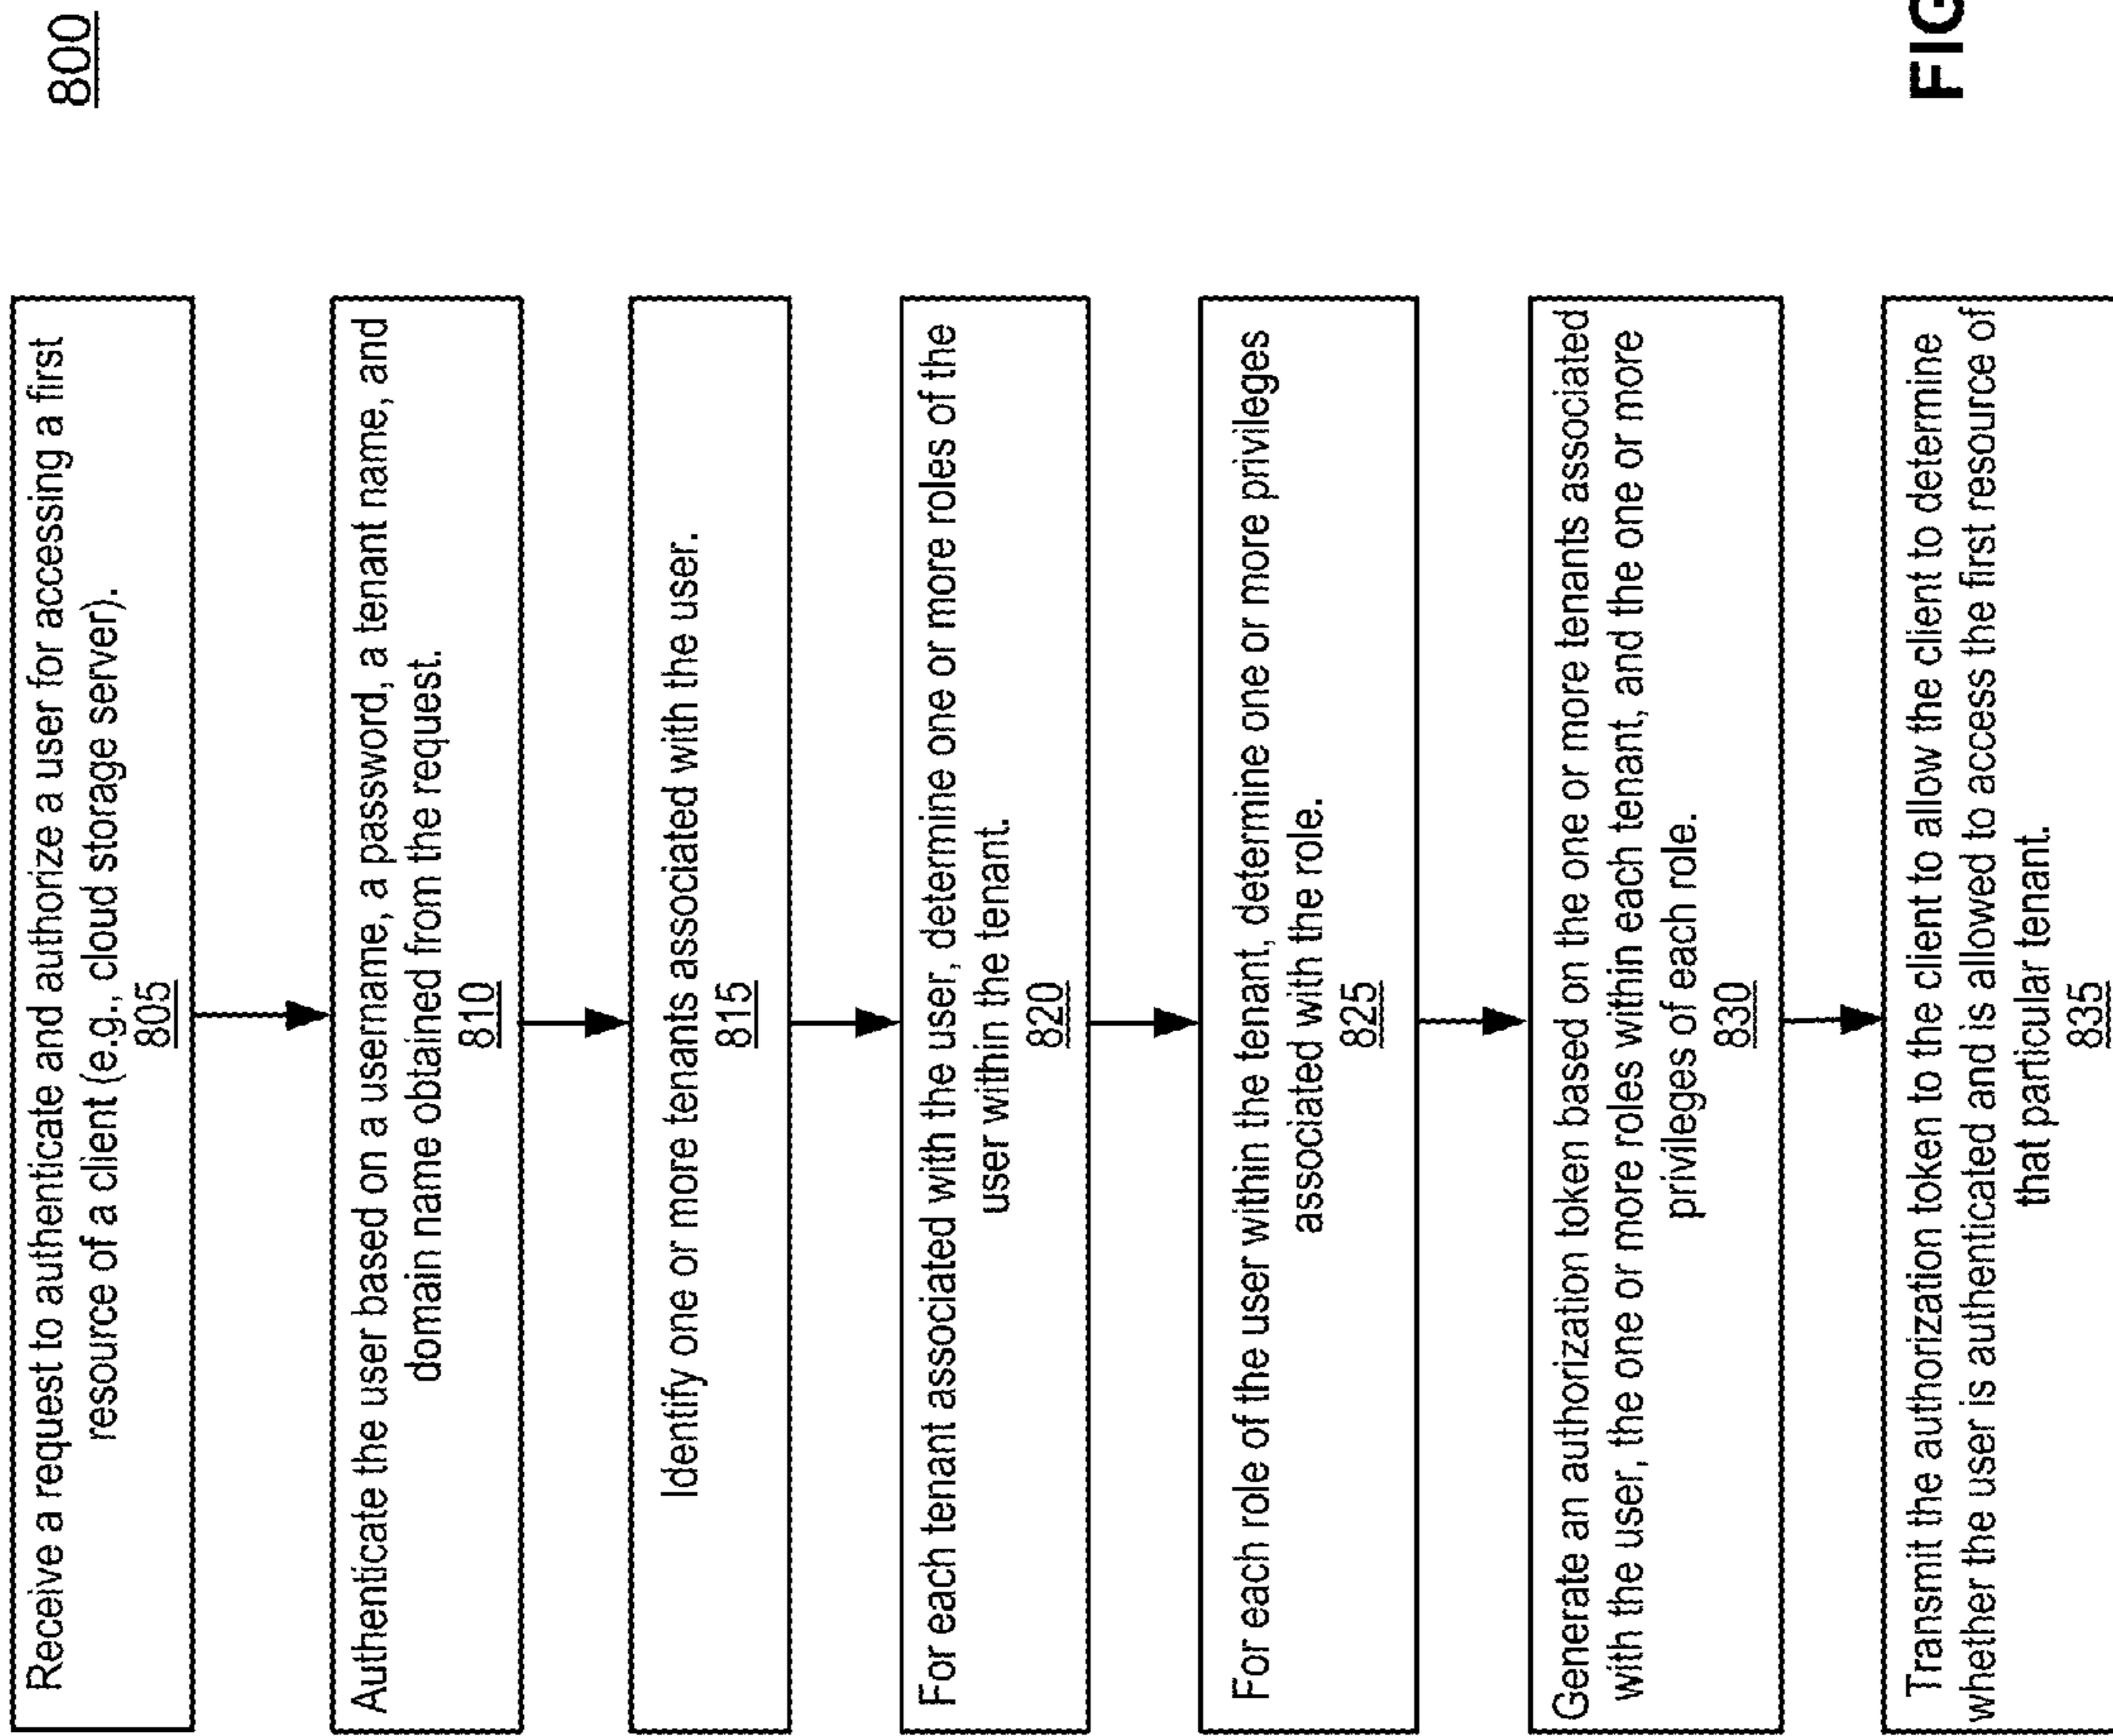 800
Receive a request to authenticate and authorize a user for accessing a first
resource of a client (e.g., cloud storage server).
805
Authenticate the user based on a username, a password, a tenant name, and
domain name obtained from the request.
810
Identify one or more tenants associated with the user.
815
For each tenant associated with the user, determine one or more roles of the
user within the tenant.
820
For each role of the user within the tenant, determine one or more privileges
associated with the role.
825
Generate an authorization token based on the one or more tenants associated
with the user, the one or more roles within each tenant, and the one or more
privileges of each role.
830
Transmit the authorization token to the client to allow the client to determine
whether the user is authenticated and is allowed to access the first resource of
that particular tenant.
835
FIG